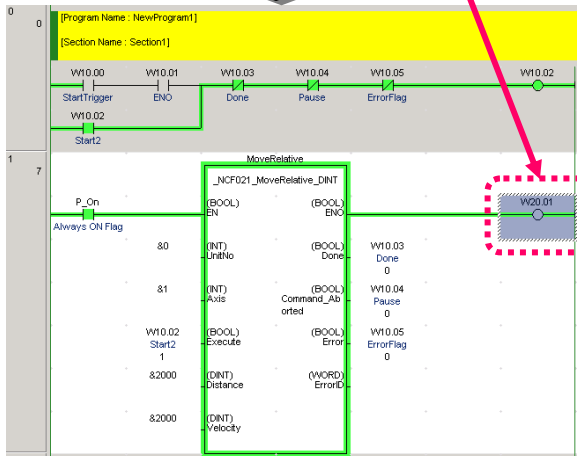 0
0
[Program Name : NewProgram1]
[Section Name : Section1]
W10.00 W10.01 W10.03 W10.04 W10.05 W10.02
StartTrigger ENO Done Pause ErrorFlag
W10.02
Start2
1
7
MoveRelative
_NCF021_MoveRelative_DINT
P_On (BOOL) (BOOL) W20.01
EN ENO
Always ON Flag
&0 (INT) (BOOL) W10.03
UnitNo Done Done
0
&1 (INT) (BOOL) W10.04
Axis Command_Ab Pause
orted 0
W10.02 (BOOL) (BOOL) W10.05
Start2 Execute Error ErrorFlag
1 0
&2000 (DINT) (WORD)
Distance ErrorID
&2000 (DINT)
Velocity